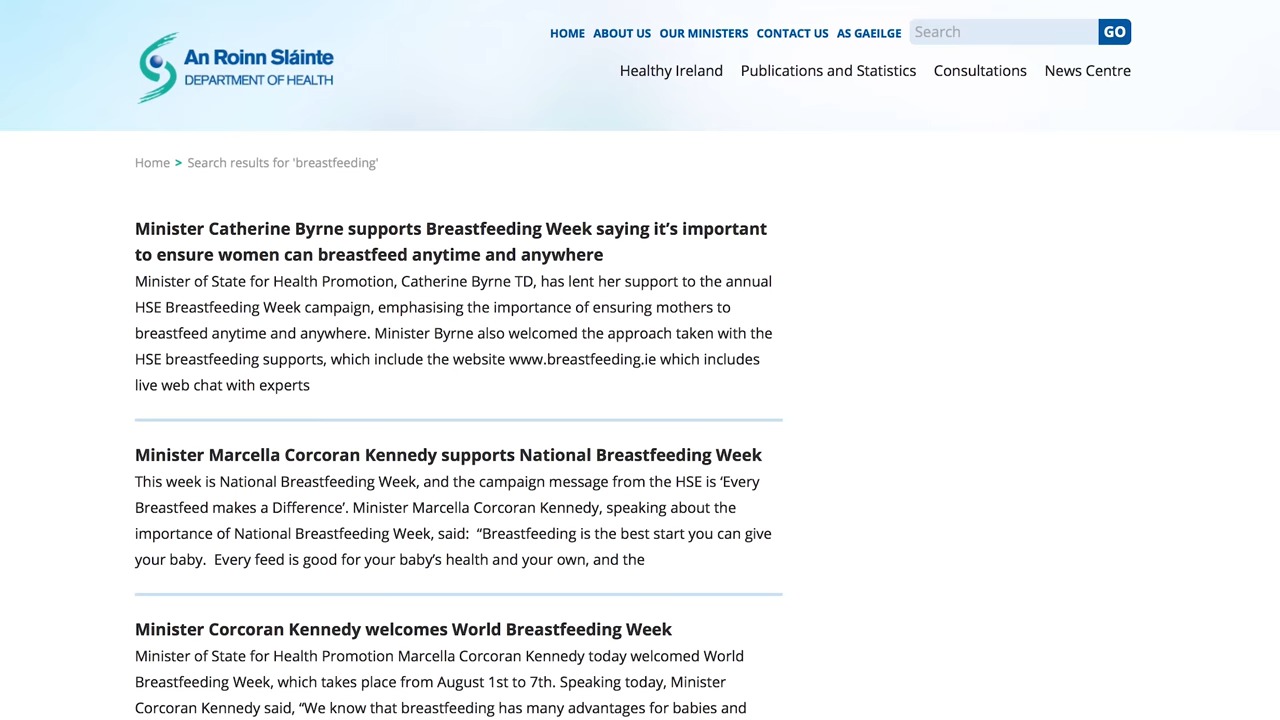 HOME ABOUT US OUR MINISTERS CONTACT US AS GAEILGE Search GO
An Roinn Sláinte
DEPARTMENT OF HEALTH
Healthy Ireland Publications and Statistics Consultations News Centre
Home > Search results for 'breastfeeding'
Minister Catherine Byrne supports Breastfeeding Week saying it’s important
to ensure women can breastfeed anytime and anywhere
Minister of State for Health Promotion, Catherine Byrne TD, has lent her support to the annual
HSE Breastfeeding Week campaign, emphasising the importance of ensuring mothers to
breastfeed anytime and anywhere. Minister Byrne also welcomed the approach taken with the
HSE breastfeeding supports, which include the website www.breastfeeding.ie which includes
live web chat with experts
Minister Marcella Corcoran Kennedy supports National Breastfeeding Week
This week is National Breastfeeding Week, and the campaign message from the HSE is ‘Every
Breastfeed makes a Difference’. Minister Marcella Corcoran Kennedy, speaking about the
importance of National Breastfeeding Week, said:  “Breastfeeding is the best start you can give
your baby.  Every feed is good for your baby’s health and your own, and the
Minister Corcoran Kennedy welcomes World Breastfeeding Week
Minister of State for Health Promotion Marcella Corcoran Kennedy today welcomed World
Breastfeeding Week, which takes place from August 1st to 7th. Speaking today, Minister
Corcoran Kennedy said, “We know that breastfeeding has many advantages for babies and